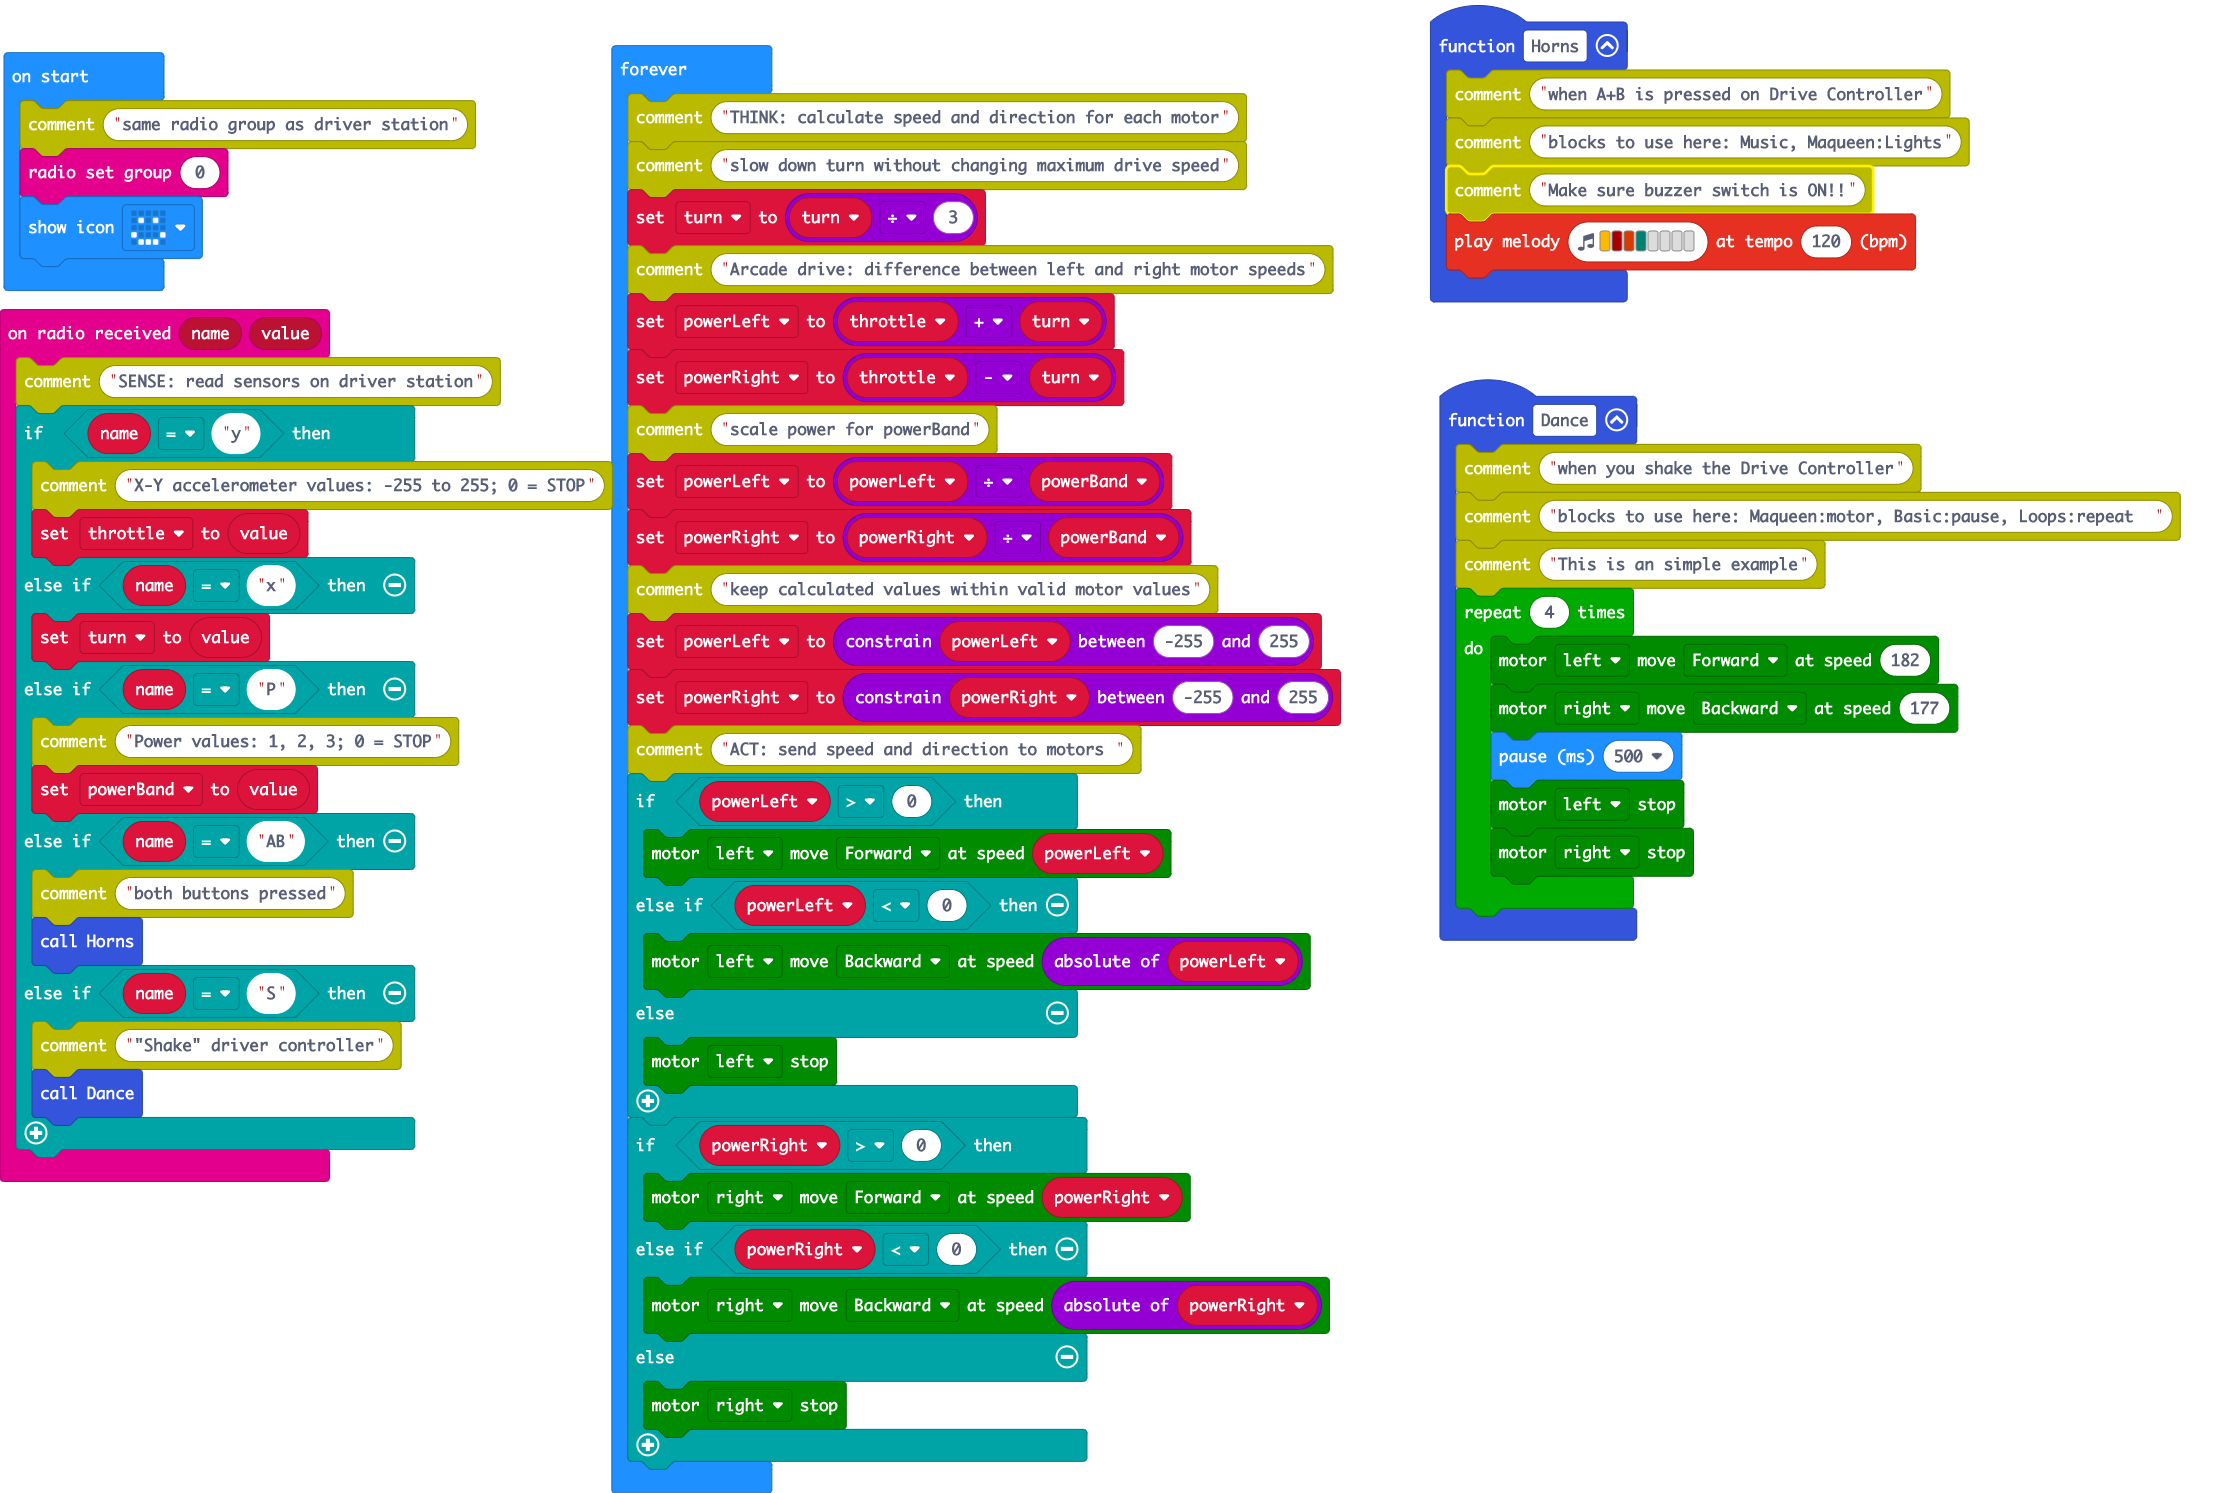 on start
comment "same radio group as driver station"
radio set group 0
show icon
on radio received name value
comment "SENSE: read sensors on driver station"
if name = "y" then
comment "X-Y accelerometer values: -255 to 255; 0 = STOP"
set throttle to value
else if name = "x" then
set turn to value
else if name = "P" then
comment "Power values: 1, 2, 3; 0 = STOP"
set powerBand to value
else if name = "AB" then
comment "both buttons pressed"
call Horns
else if name = "S" then
comment ""Shake" driver controller"
call Dance
forever
comment "THINK: calculate speed and direction for each motor"
comment "slow down turn without changing maximum drive speed"
set turn to turn ÷ 3
comment "Arcade drive: difference between left and right motor speeds"
set powerLeft to throttle + turn
set powerRight to throttle - turn
comment "scale power for powerBand"
set powerLeft to powerLeft ÷ powerBand
set powerRight to powerRight ÷ powerBand
comment "keep calculated values within valid motor values"
set powerLeft to constrain powerLeft between -255 and 255
set powerRight to constrain powerRight between -255 and 255
comment "ACT: send speed and direction to motors "
if powerLeft > 0 then
motor left move Forward at speed powerLeft
else if powerLeft < 0 then
motor left move Backward at speed absolute of powerLeft
else
motor left stop
if powerRight > 0 then
motor right move Forward at speed powerRight
else if powerRight < 0 then
motor right move Backward at speed absolute of powerRight
else
motor right stop
function Horns
comment "when A+B is pressed on Drive Controller"
comment "blocks to use here: Music, Maqueen:Lights"
comment "Make sure buzzer switch is ON!!"
play melody at tempo 120 (bpm)
function Dance
comment "when you shake the Drive Controller"
comment "blocks to use here: Maqueen:motor, Basic:pause, Loops:repeat "
comment "This is an simple example"
repeat 4 times
do
motor left move Forward at speed 182
motor right move Backward at speed 177
pause (ms) 500
motor left stop
motor right stop